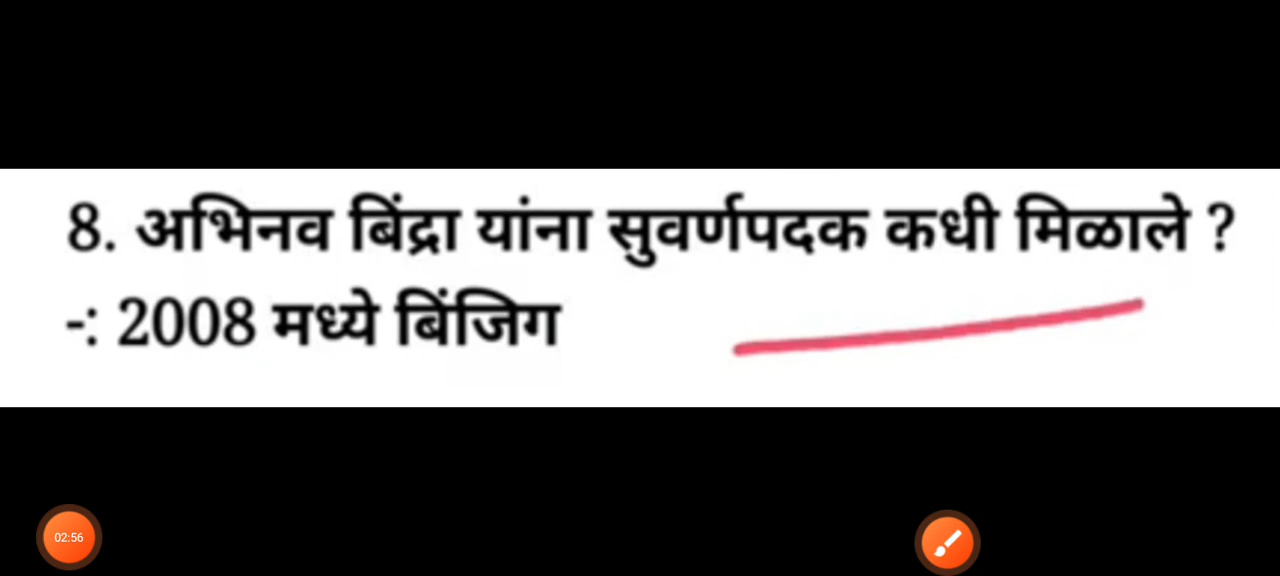 8. अभिनव बिंद्रा यांना सुवर्णपदक कधी मिळाले ?
-: 2008 मध्ये बिंजिग
02:56